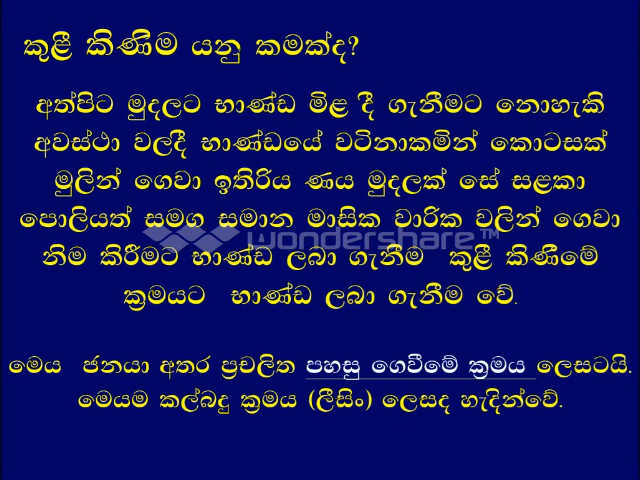 කුළී කිණිම යනු කමක්ද?
අත්පිට මුදලට භාණ්ඩ මිළ දී ගැනීමට නොහැකි
අවස්ථා වලදී භාණ්ඩයේ වටිනාකමින් කොටසක්
මුලින් ගෙවා ඉතිරිය ණය මුදලක් සේ සළකා
පොලියත් සමග සමාන මාසික වාරික වලින් ගෙවා
wondershare™
නිම කිරීමට භාණ්ඩ ලබා ගැනීම කුළී කිණීමේ
ක්‍රමයට භාණ්ඩ ලබා ගැනීම වේ.
මෙය ජනයා අතර ප්‍රචලිත පහසු ගෙවීමේ ක්‍රමය ලෙසටයි.
මෙයම කල්බදු ක්‍රමය (ලීසිං) ලෙසද හැදින්වේ.